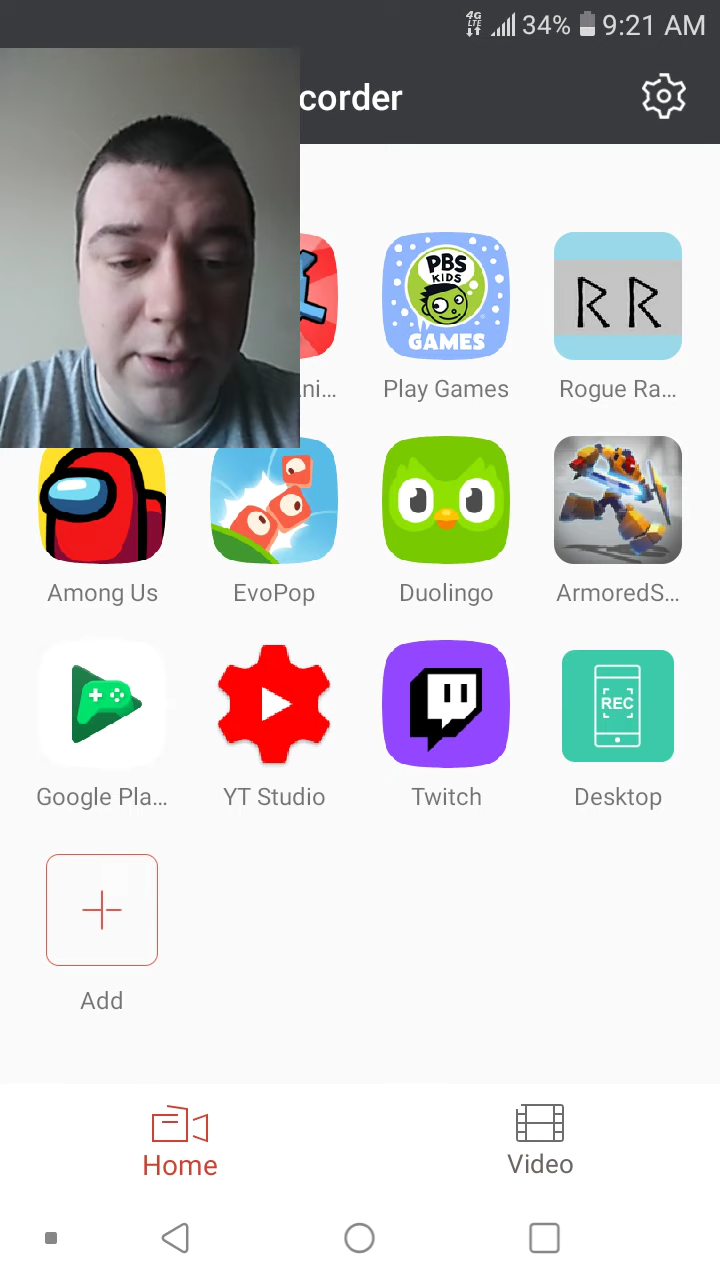 4G LTE 34% 9:21 AM
corder
PBS
KIDS
GAMES
R R
ni...
Play Games
Rogue Ra...
Among Us
EvoPop
Duolingo
ArmoredS...
REC
Google Pla...
YT Studio
Twitch
Desktop
Add
Home
Video